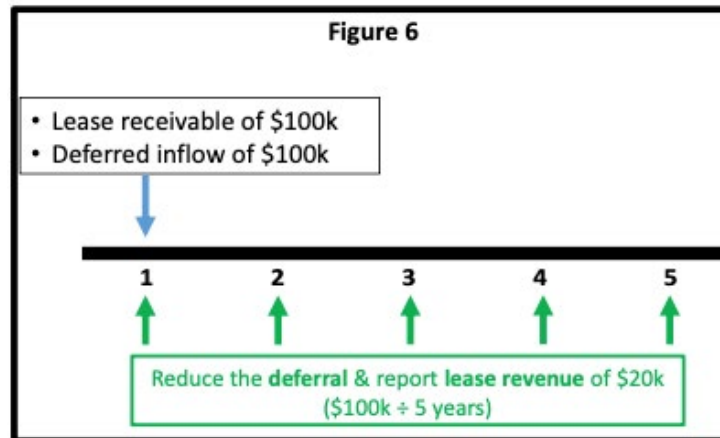 Figure 6
• Lease receivable of $100k
• Deferred inflow of $100k
1 2 3 4 5
Reduce the deferral & report lease revenue of $20k
($100k ÷ 5 years)